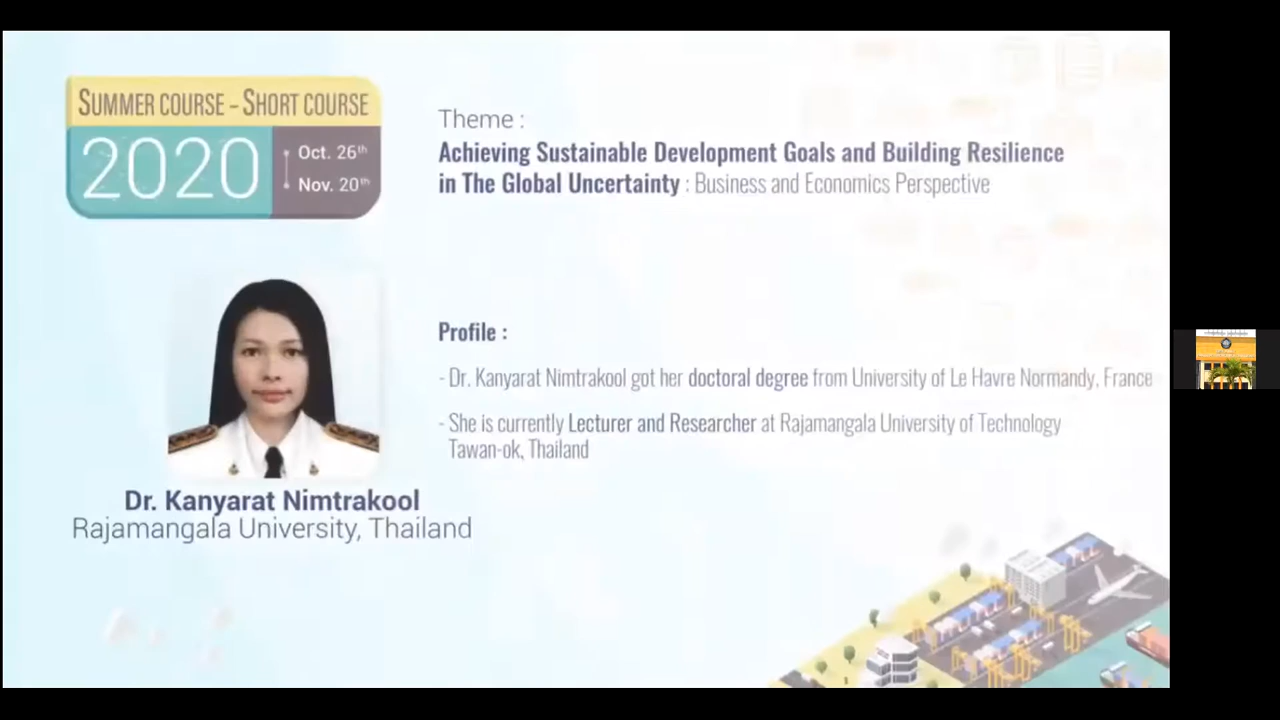 SUMMER COURSE – SHORT COURSE
2020
Oct. 26th
Nov. 20th
Theme :
Achieving Sustainable Development Goals and Building Resilience
in The Global Uncertainty : Business and Economics Perspective
Profile :
- Dr. Kanyarat Nimtrakool got her doctoral degree from University of Le Havre Normandy, France
- She is currently Lecturer and Researcher at Rajamangala University of Technology
Tawan-ok, Thailand
Dr. Kanyarat Nimtrakool
Rajamangala University, Thailand